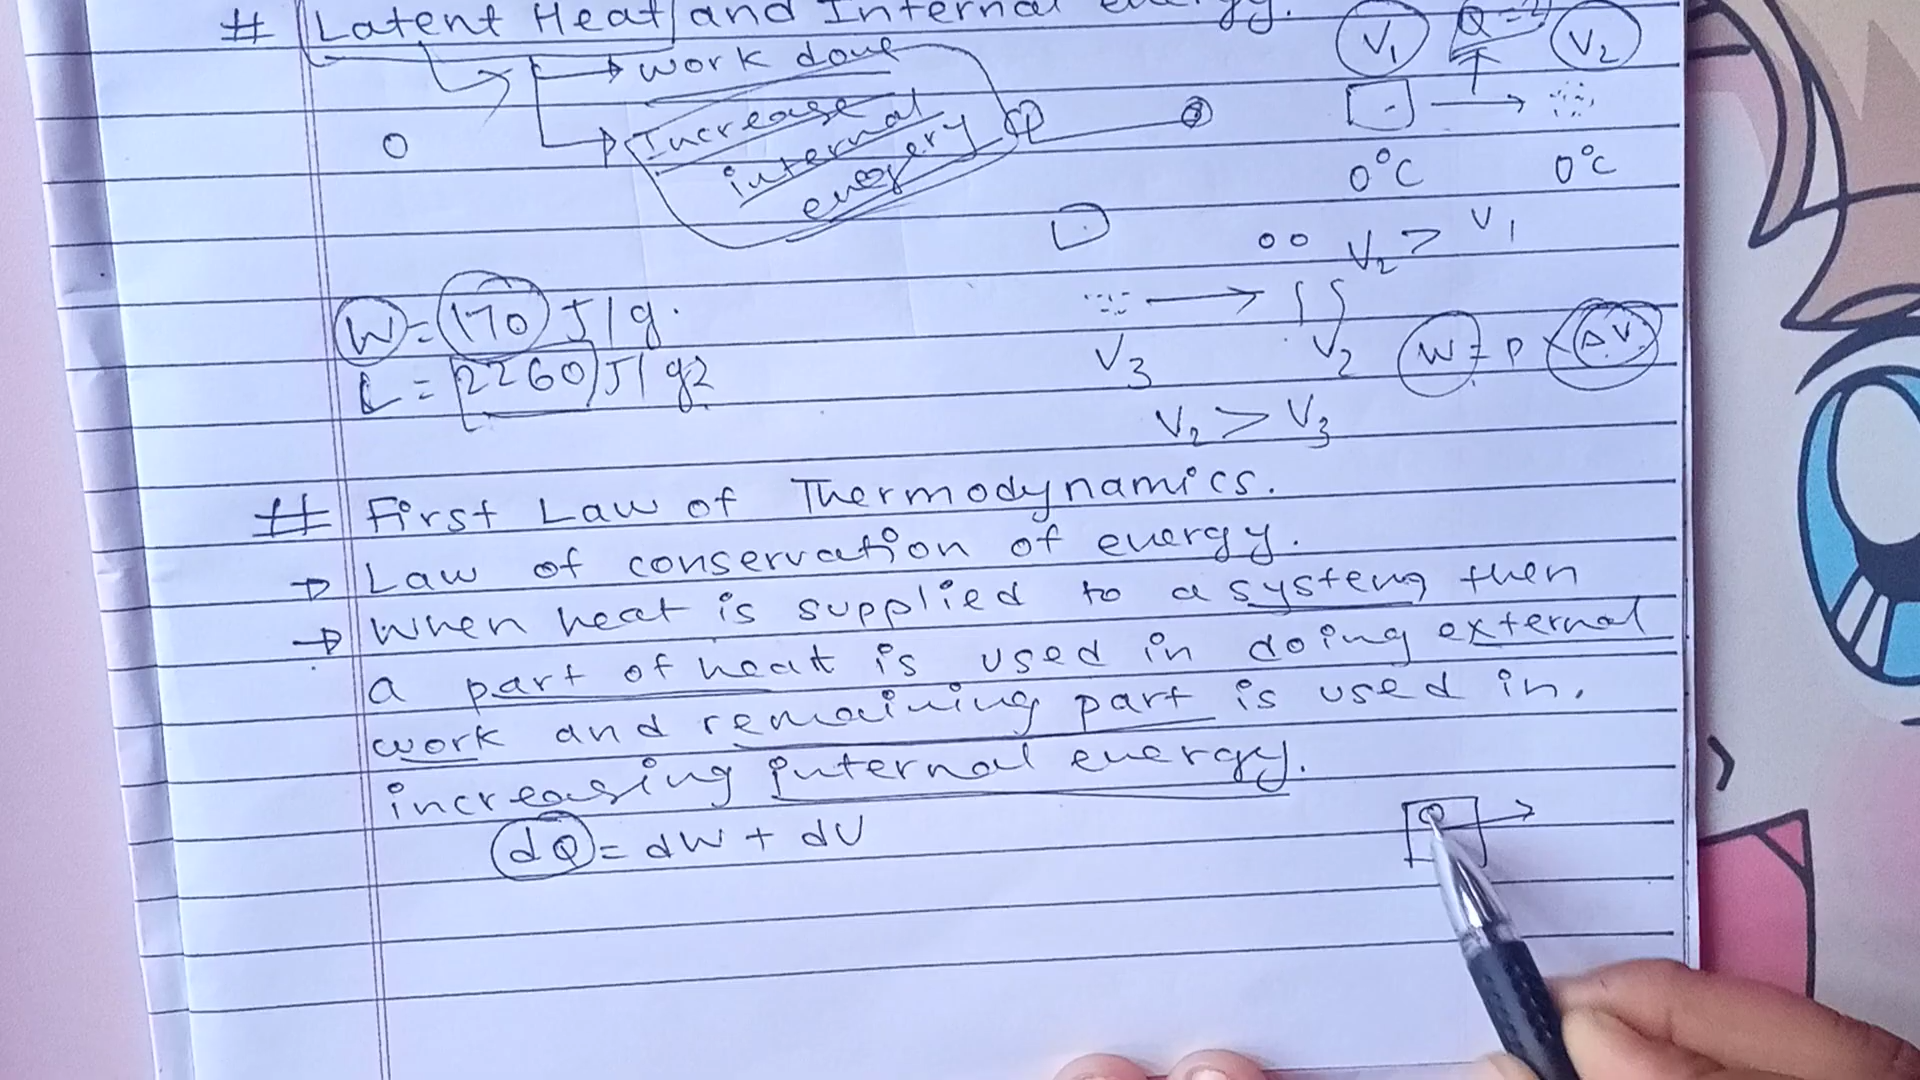 # Latent Heat and Internal energy.
→ work done
→ Increase
internal
energery
V₁ Q = V₂
0°C 0°C
V₂ > V₁
W = 170 J/g.
L = 2260 J/g
V₃ V₂ W = P × ΔV
V₂ > V₃
# First Law of Thermodynamics.
→ Law of conservation of energy.
→ When heat is supplied to a system then
a part of heat is used in doing external
work and remaining part is used in.
increasing internal energy.
dQ = dW + dU